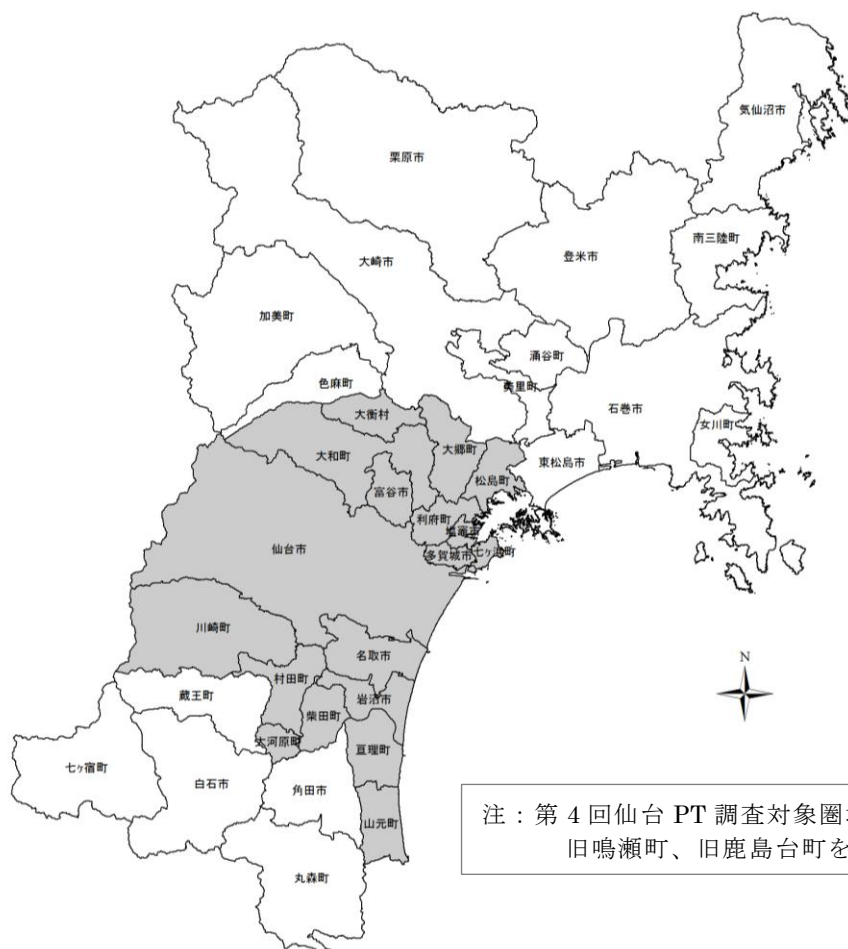 気仙沼市
栗原市
南三陸町
登米市
大崎市
加美町
涌谷町
色麻町
美里町
石巻市
大衡村
女川町
大郷町
大和町
東松島市
松島町
富谷市
利府町
塩竈市
仙台市
多賀城市
七ヶ浜町
川崎町
名取市
村田町
N
蔵王町
岩沼市
柴田町
大河原町
亘理町
七ヶ宿町
白石市
角田市
山元町
注：第 4 回仙台 PT 調査対象圏
旧鳴瀬町、旧鹿島台町を
丸森町